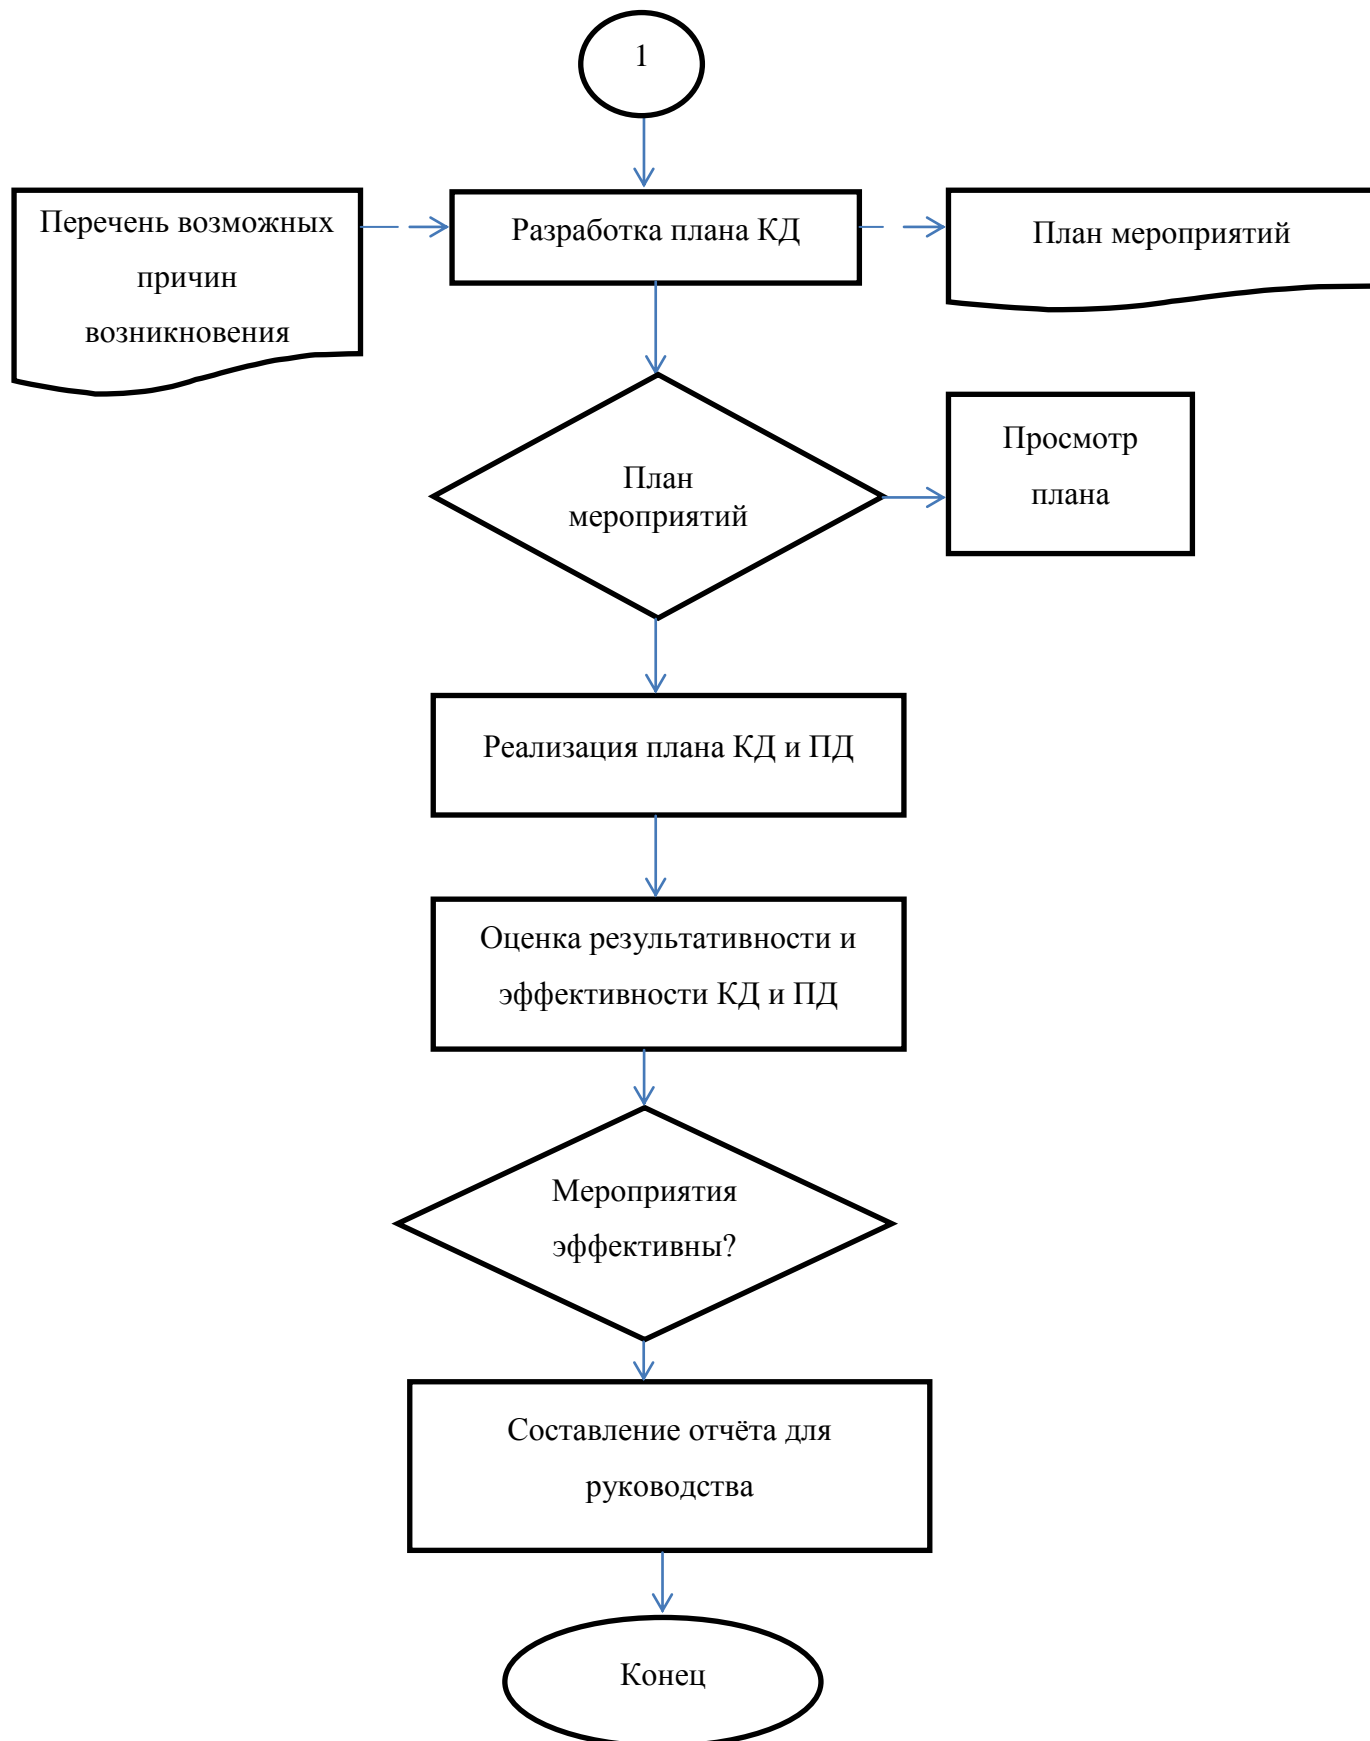 1
Перечень возможных
причин
возникновения
Разработка плана КД
План мероприятий
План
мероприятий
Просмотр
плана
Реализация плана КД и ПД
Оценка результативности и
эффективности КД и ПД
Мероприятия
эффективны?
Составление отчёта для
руководства
Конец